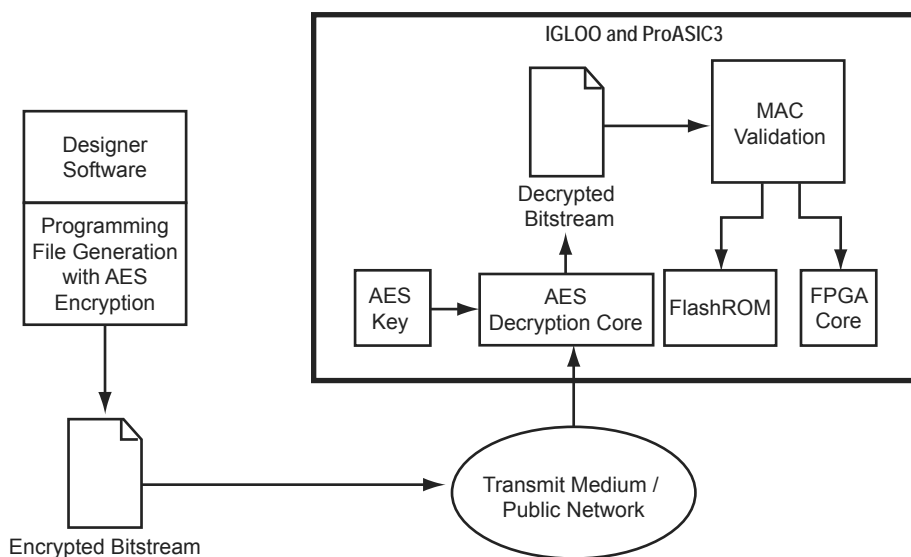 IGLOO and ProASIC3
Designer
Software
Programming
File Generation
with AES
Encryption
Encrypted Bitstream
Transmit Medium /
Public Network
AES
Key
AES
Decryption Core
Decrypted
Bitstream
MAC
Validation
FlashROM
FPGA
Core